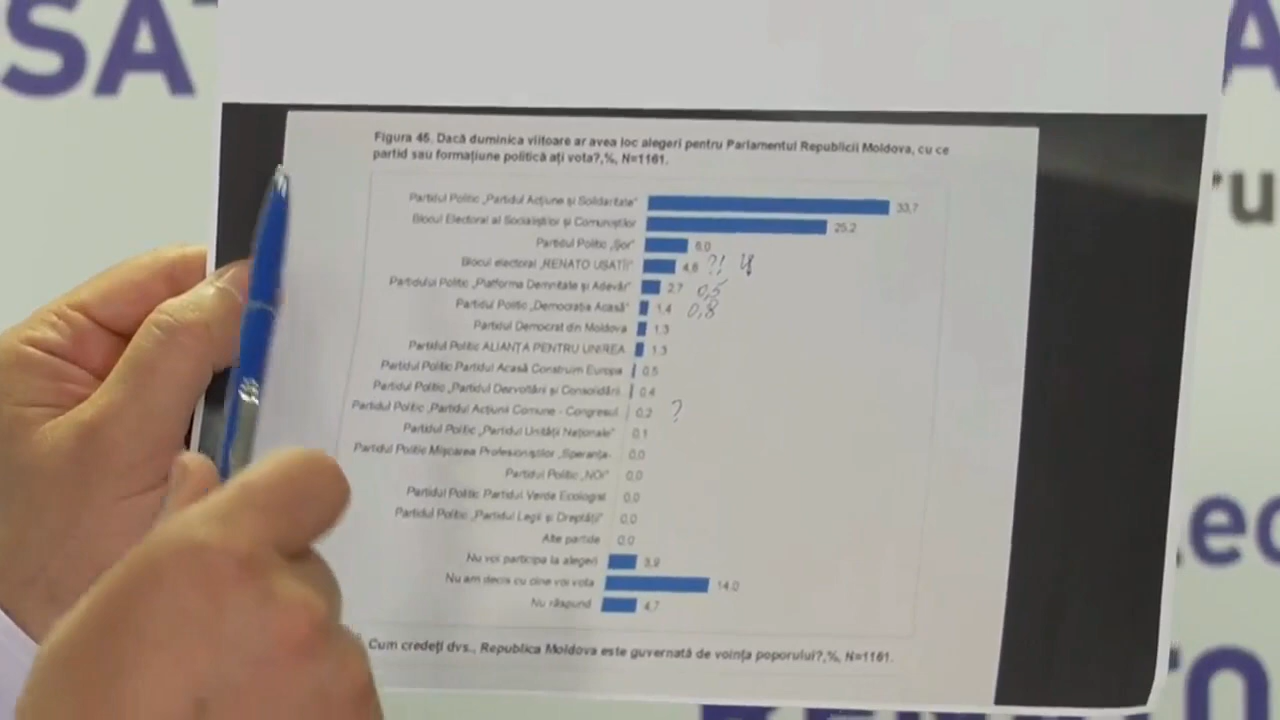 SAT
A
ru
Figura 46. Dacă duminica viitoare ar avea loc alegeri pentru Parlamentul Republicii Moldova, cu ce
partid sau formațiune politică ați vota?,%, N=1161.
Partidul Politic „Partidul Acțiune și Solidaritate" 33,7
Blocul Electoral al Socialiștilor și Comuniștilor 25,2
Partidul Politic „Șor" 6,0
Blocul electoral „RENATO USATÎI" 4,6 ?! 4
Partidului Politic „Platforma Demnitate și Adevăr" 2,7 0,5
Partidul Politic „Democrația Acasă" 1,4 0,8
Partidul Democrat din Moldova 1,3
Partidul Politic ALIANȚA PENTRU UNIREA 1,3
Partidul Politic Partidul Acasă Construim Europa 0,5
Partidul Politic „Partidul Dezvoltării și Consolidării 0,4
Partidul Politic „Partidul Acțiunii Comune - Congresul 0,2 ?
Partidul Politic „Partidul Unității Naționale" 0,1
Partidul Politic Mișcarea Profesioniștilor „Speranța- 0,0
Partidul Politic „NOI" 0,0
Partidul Politic Partidul Verde Ecologist 0,0
Partidul Politic „Partidul Legii și Dreptății" 0,0
Alte partide 0,0
Nu voi participa la alegeri 3,9
Nu am decis cu cine voi vota 14,0
Nu răspund 4,7
Cum credeți dvs., Republica Moldova este guvernată de voința poporului?,%, N=1161.